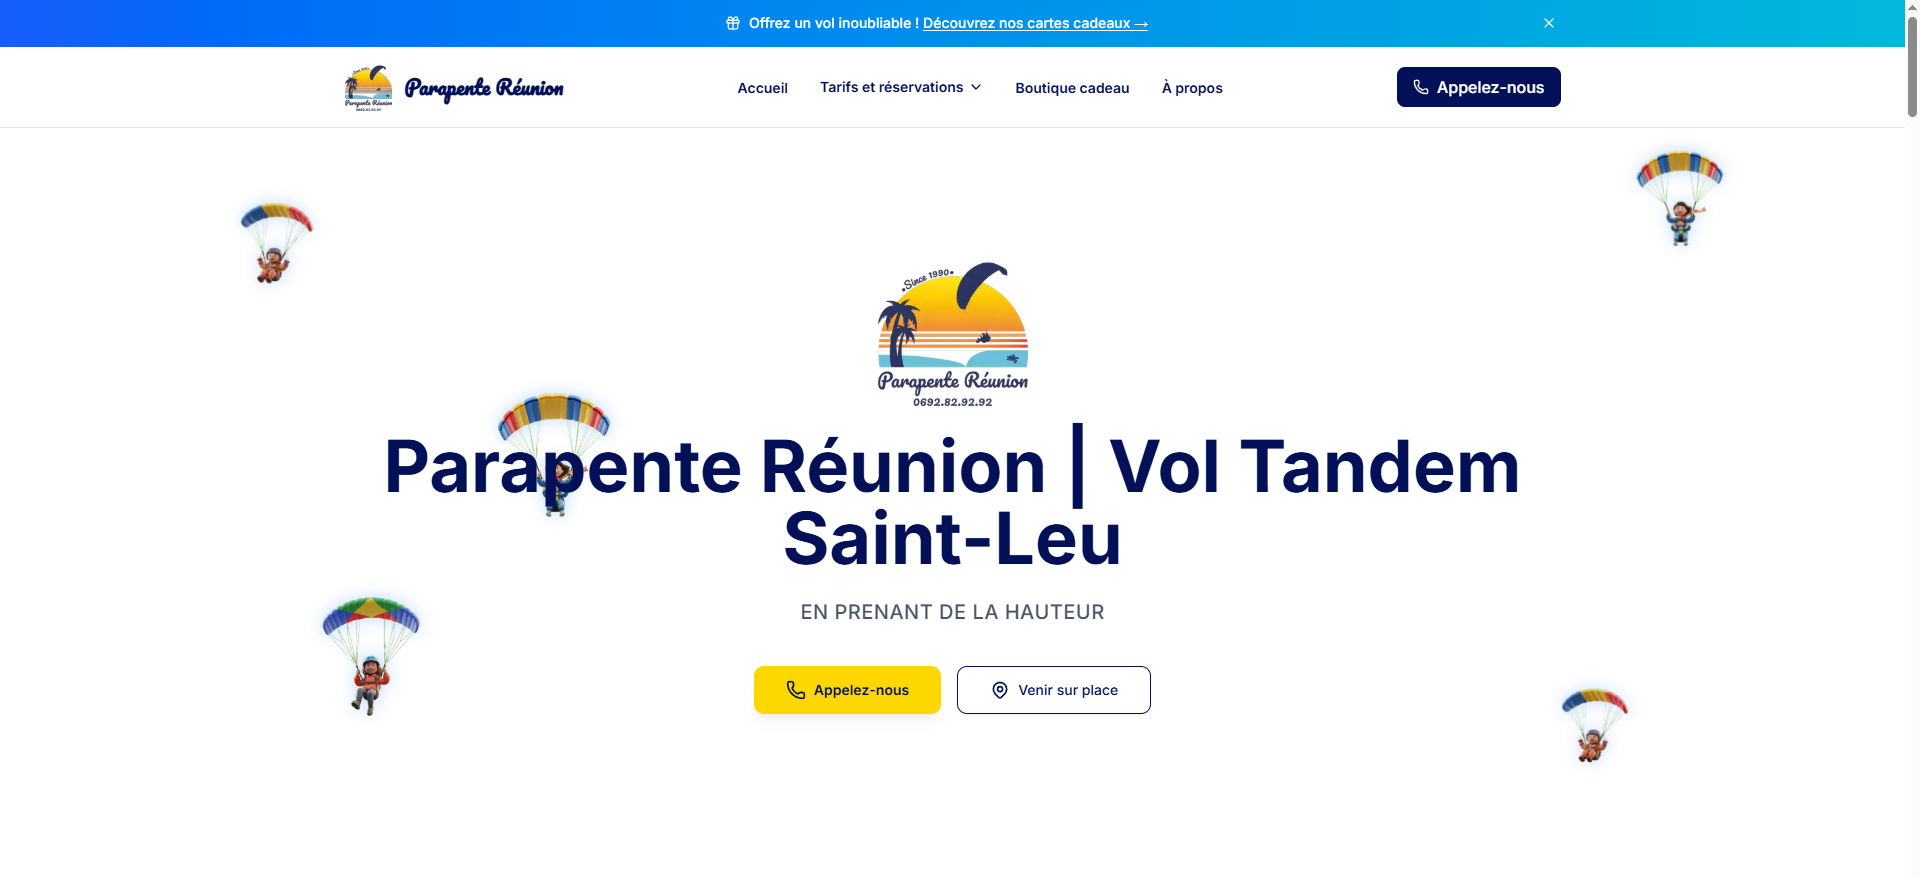 Offrez un vol inoubliable ! Découvrez nos cartes cadeaux →
Parapente Réunion
Accueil
Tarifs et réservations
Boutique cadeau
À propos
Appelez-nous
•Since 1990•
Parapente Réunion
0692.82.92.92
Parapente Réunion | Vol Tandem
Saint-Leu
EN PRENANT DE LA HAUTEUR
Appelez-nous
Venir sur place